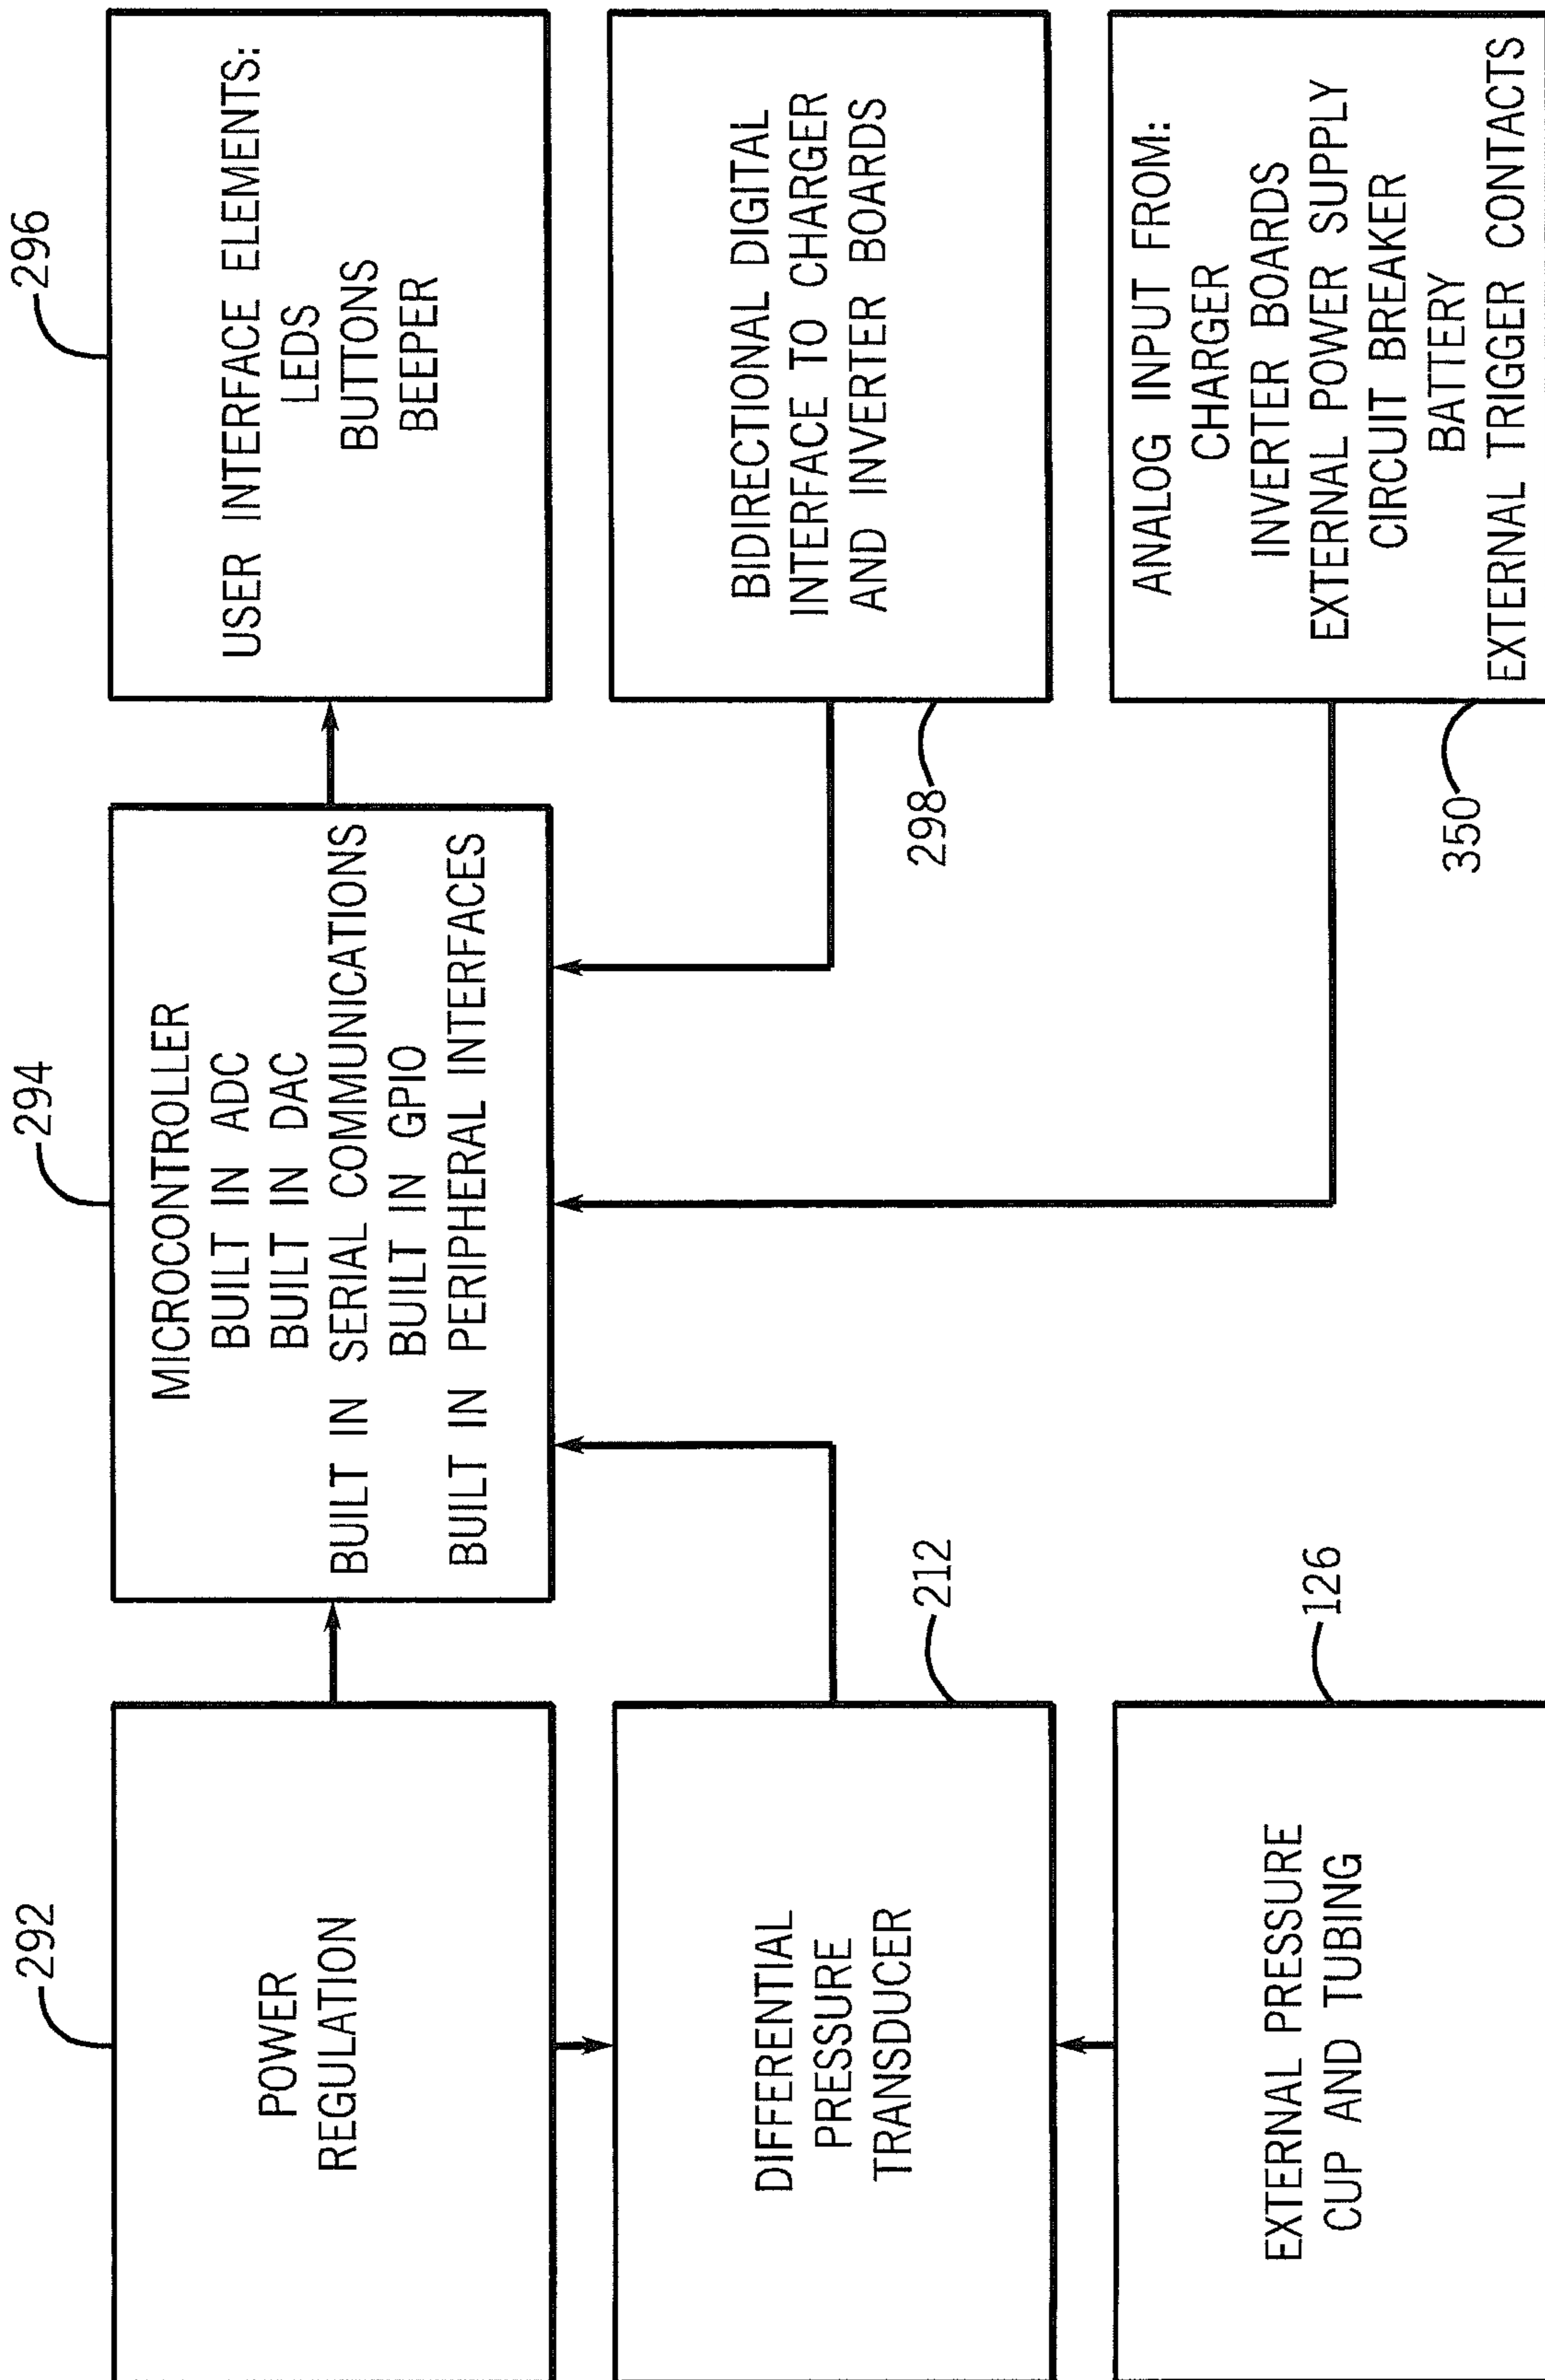 292
POWER
REGULATION
294
MICROCONTROLLER
BUILT IN ADC
BUILT IN DAC
BUILT IN SERIAL COMMUNICATIONS
BUILT IN GPIO
BUILT IN PERIPHERAL INTERFACES
296
USER INTERFACE ELEMENTS:
LEDS
BUTTONS
BEEPER
DIFFERENTIAL
PRESSURE
TRANSDUCER
212
BIDIRECTIONAL DIGITAL
INTERFACE TO CHARGER
AND INVERTER BOARDS
298
EXTERNAL PRESSURE
CUP AND TUBING
126
ANALOG INPUT FROM:
CHARGER
INVERTER BOARDS
EXTERNAL POWER SUPPLY
CIRCUIT BREAKER
BATTERY
EXTERNAL TRIGGER CONTACTS
350